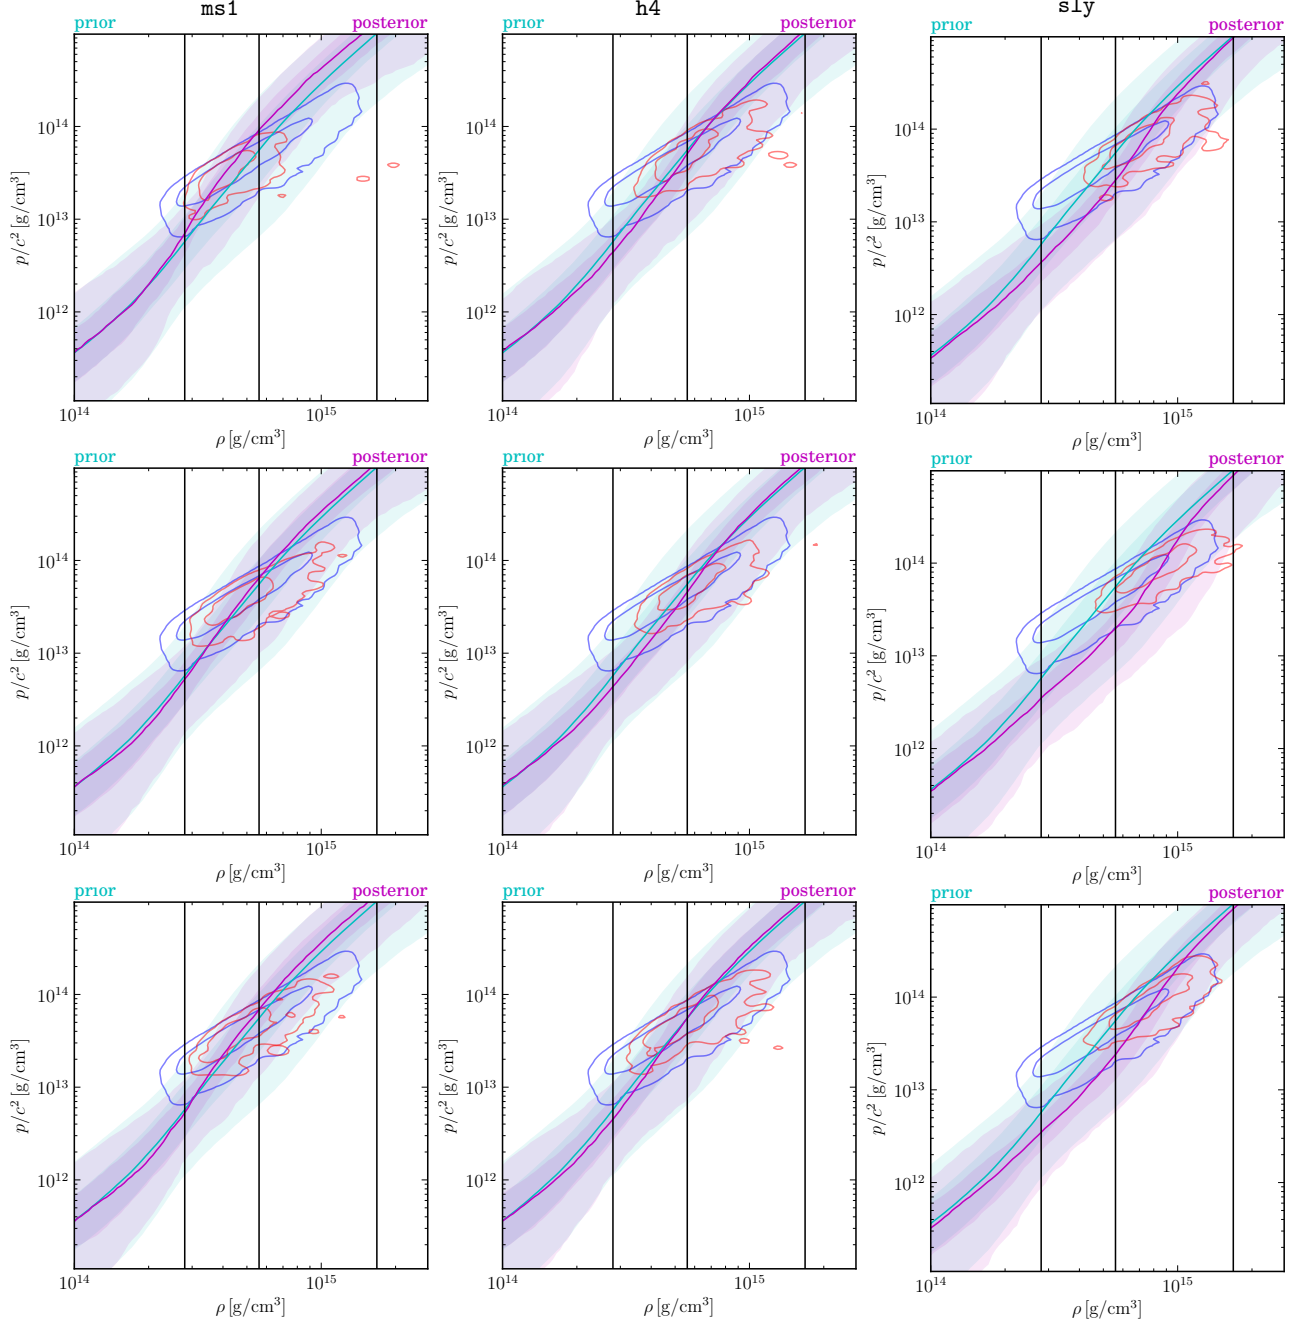 ms1 h4 sly
prior posterior prior posterior prior posterior
10^14
10^13
10^12
p/c^2 [g/cm^3]
10^14 10^15
ρ [g/cm^3]
10^14
10^13
10^12
p/c^2 [g/cm^3]
10^14 10^15
ρ [g/cm^3]
10^14
10^13
10^12
p/c^2 [g/cm^3]
10^14 10^15
ρ [g/cm^3]
prior posterior prior posterior prior posterior
10^14
10^13
10^12
p/c^2 [g/cm^3]
10^14 10^15
ρ [g/cm^3]
10^14
10^13
10^12
p/c^2 [g/cm^3]
10^14 10^15
ρ [g/cm^3]
10^14
10^13
10^12
p/c^2 [g/cm^3]
10^14 10^15
ρ [g/cm^3]
prior posterior prior posterior prior posterior
10^14
10^13
10^12
p/c^2 [g/cm^3]
10^14 10^15
ρ [g/cm^3]
10^14
10^13
10^12
p/c^2 [g/cm^3]
10^14 10^15
ρ [g/cm^3]
10^14
10^13
10^12
p/c^2 [g/cm^3]
10^14 10^15
ρ [g/cm^3]